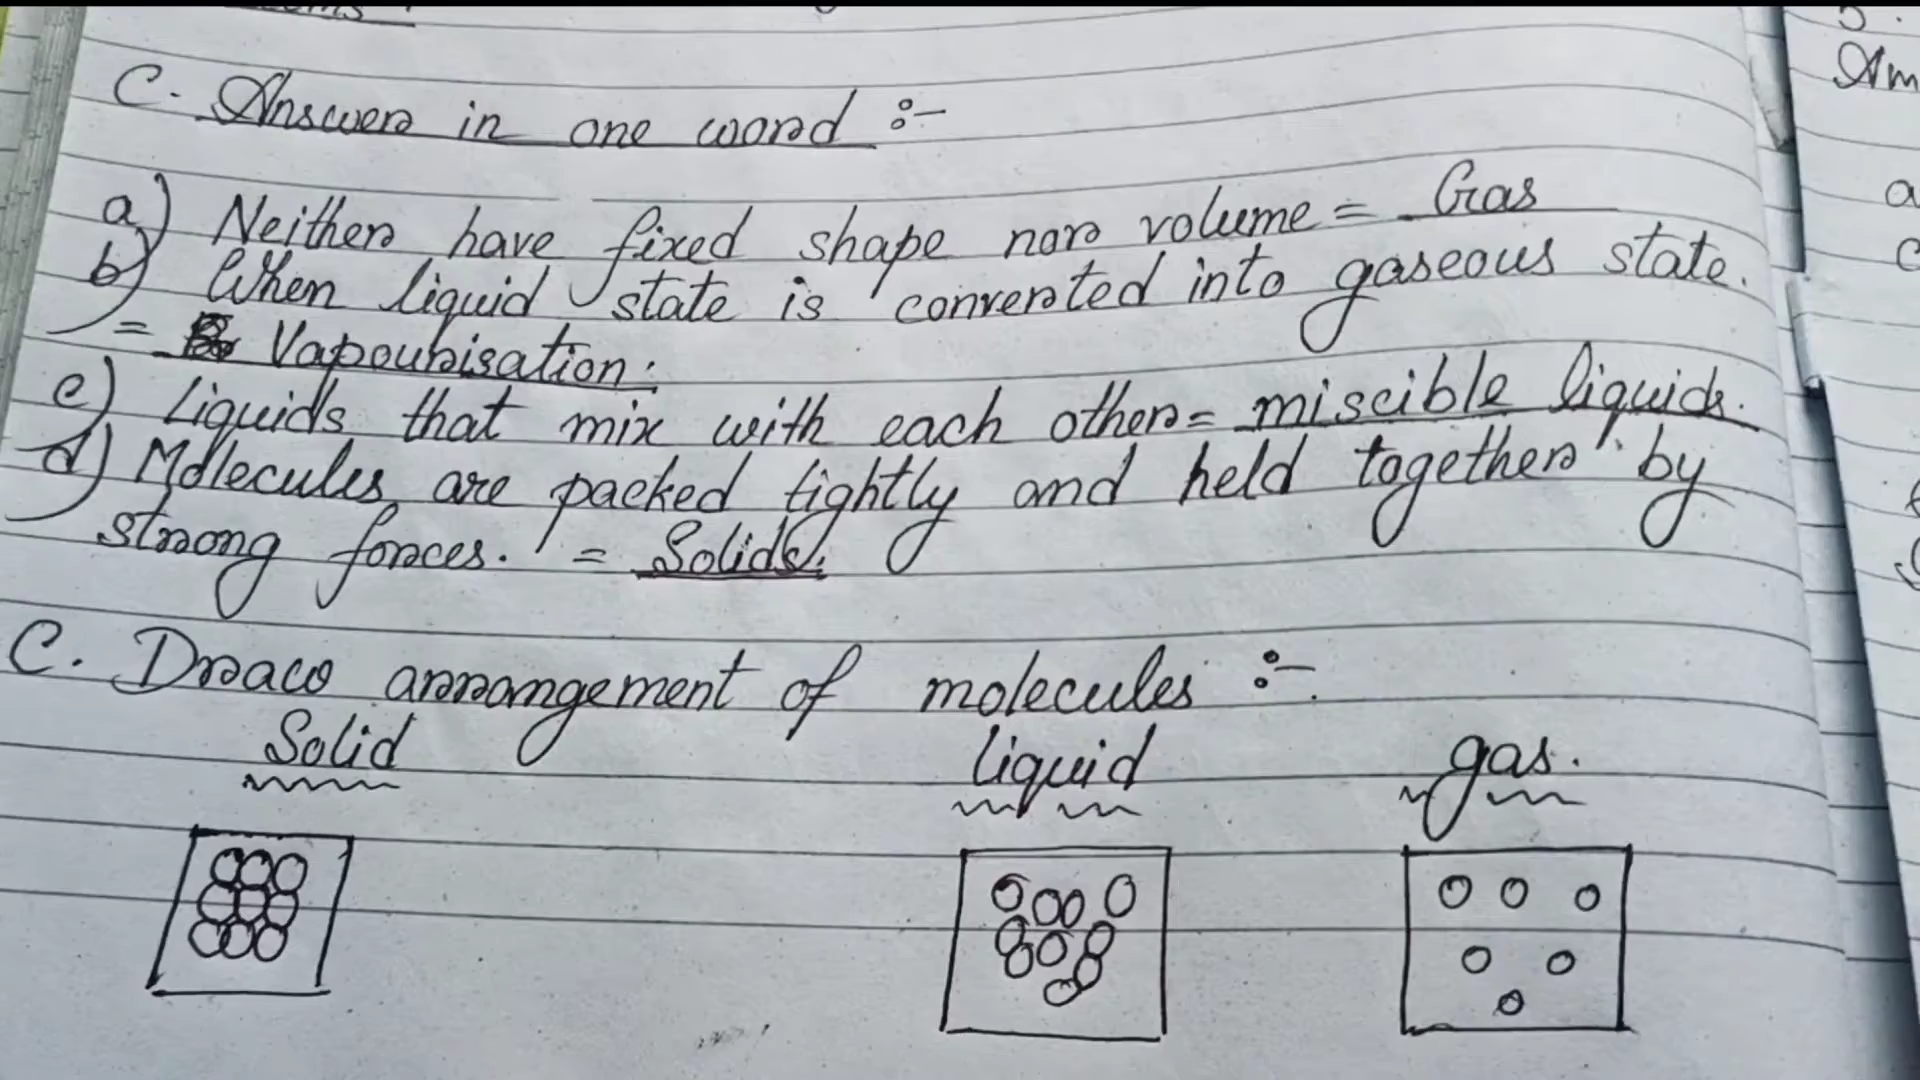 C. Answer in one word :-
a) Neither have fixed shape nor volume = Gas
b) When liquid state is converted into gaseous state.
= Vapourisation.
c) Liquids that mix with each other = miscible liquids.
d) Molecules are packed tightly and held together by
strong forces. = Solids.
C. Draw arrangement of molecules :-
Solid liquid gas.